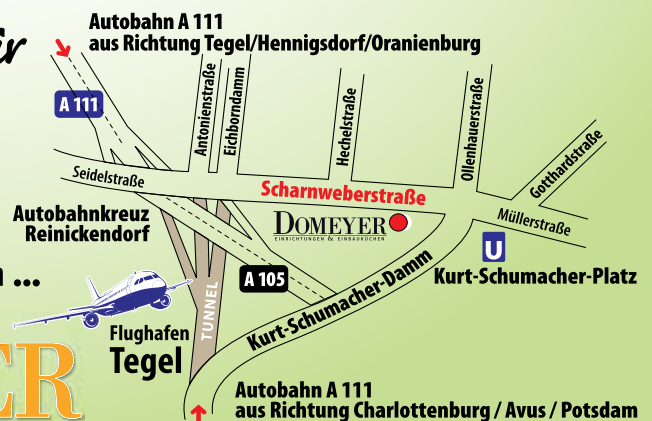 Autobahn A 111
aus Richtung Tegel/Hennigsdorf/Oranienburg
A 111
Antonienstraße
Eichborndamm
Hechelstraße
Ollenhauerstraße
Gotthardstraße
Seidelstraße
Scharnweberstraße
Müllerstraße
Autobahnkreuz
Reinickendorf
DOMEYER
EINRICHTUNGEN & EINBAUKÜCHEN
U
Kurt-Schumacher-Platz
A 105
Kurt-Schumacher-Damm
TUNNEL
Flughafen
Tegel
ER
Autobahn A 111
aus Richtung Charlottenburg / Avus / Potsdam